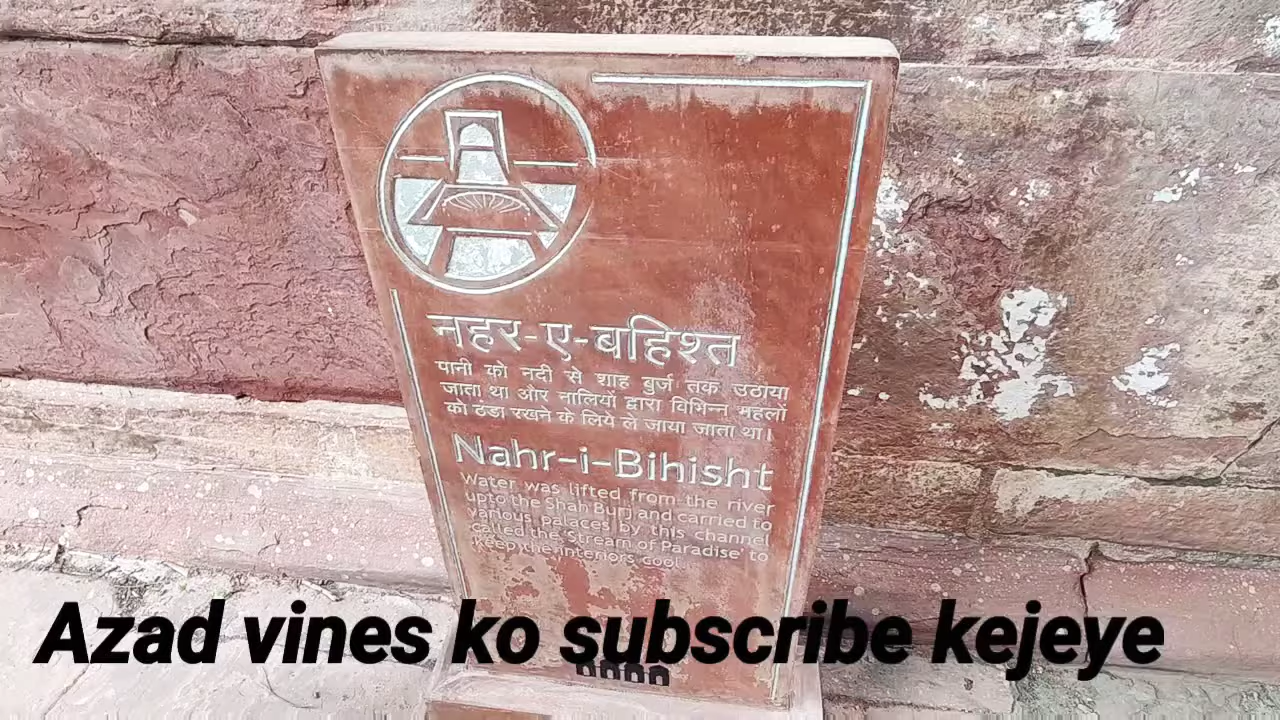 नहर-ए-बहिश्त
पानी को नदी से शाह बुर्ज तक उठाया
जाता था और नालियों द्वारा विभिन्न महलों
को ठंडा रखने के लिये ले जाया जाता था।
Nahr-i-Bihisht
Water was lifted from the river
upto the Shah Burj and carried to
various palaces by this channel
called the 'Stream of Paradise' to
keep the interiors cool.
Azad vines ko subscribe kejeye